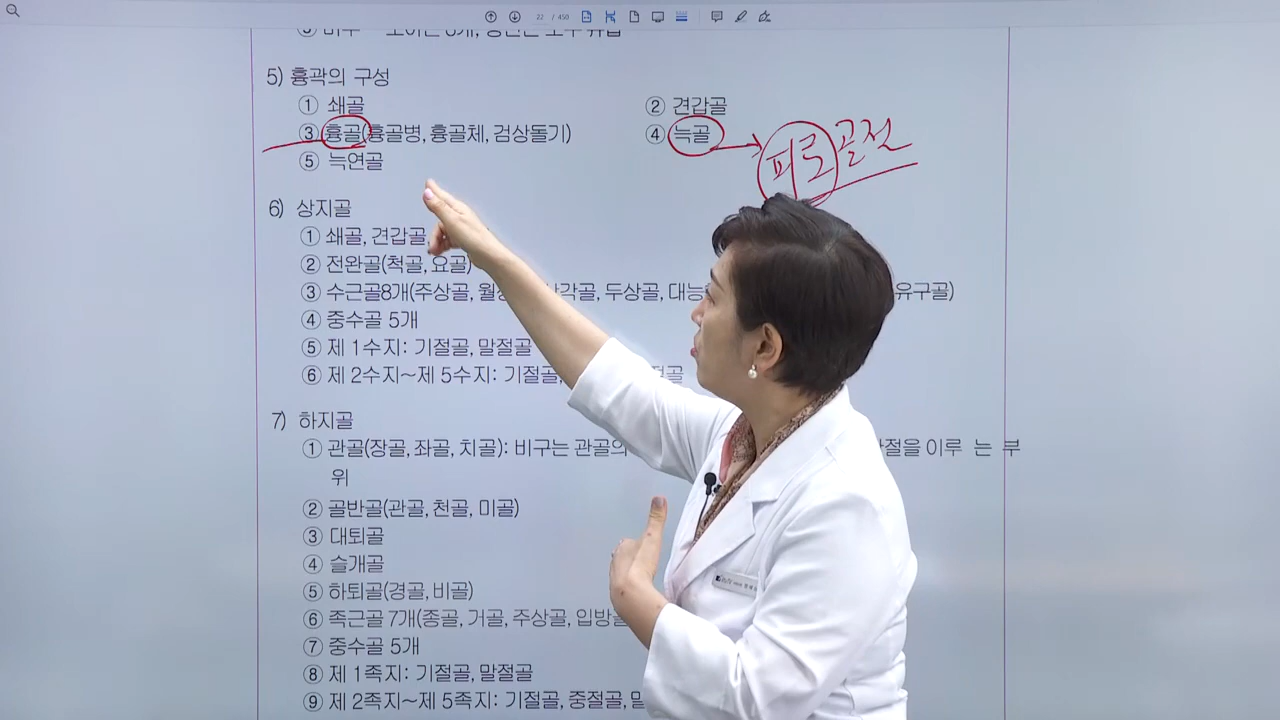 22 / 450
5) 흉곽의 구성
① 쇄골
② 견갑골
③ 흉골(흉골병, 흉골체, 검상돌기)
④ 늑골
피로골절
⑤ 늑연골
6) 상지골
① 쇄골, 견갑골
② 전완골(척골, 요골)
③ 수근골8개(주상골, 월 각골, 두상골, 대능 유구골)
④ 중수골 5개
⑤ 제 1수지: 기절골, 말절골
⑥ 제 2수지~제 5수지: 기절골, 절골
7) 하지골
① 관골(장골, 좌골, 치골): 비구는 관골의 관절을 이루 는 부
위
② 골반골(관골, 천골, 미골)
③ 대퇴골
④ 슬개골
⑤ 하퇴골(경골, 비골)
⑥ 족근골 7개(종골, 거골, 주상골, 입방골
⑦ 중수골 5개
⑧ 제 1족지: 기절골, 말절골
⑨ 제 2족지~제 5족지: 기절골, 중절골, 말